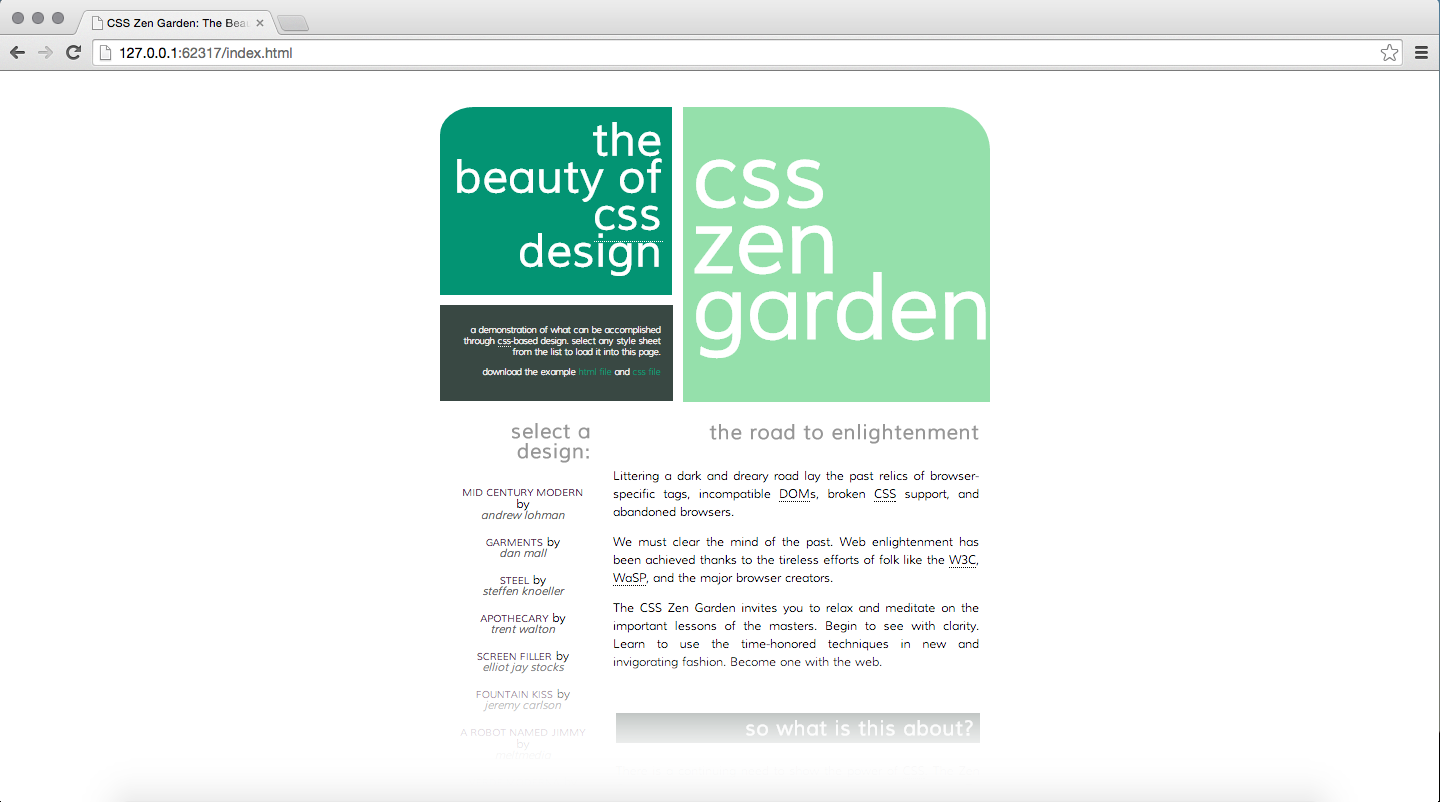 CSS Zen Garden: The Beau
127.0.0.1:62317/index.html
the
beauty of
css
design
css
zen
garden
a demonstration of what can be accomplished
through css-based design. select any style sheet
from the list to load it into this page.
download the example html file and css file
select a
design:
MID CENTURY MODERN
by
andrew lohman
GARMENTS by
dan mall
STEEL by
steffen knoeller
APOTHECARY by
trent walton
SCREEN FILLER by
elliot jay stocks
FOUNTAIN KISS by
jeremy carlson
A ROBOT NAMED JIMMY
by
meltmedia
the road to enlightenment
Littering a dark and dreary road lay the past relics of browser-
specific tags, incompatible DOMs, broken CSS support, and
abandoned browsers.
We must clear the mind of the past. Web enlightenment has
been achieved thanks to the tireless efforts of folk like the W3C,
WaSP, and the major browser creators.
The CSS Zen Garden invites you to relax and meditate on the
important lessons of the masters. Begin to see with clarity.
Learn to use the time-honored techniques in new and
invigorating fashion. Become one with the web.
so what is this about?